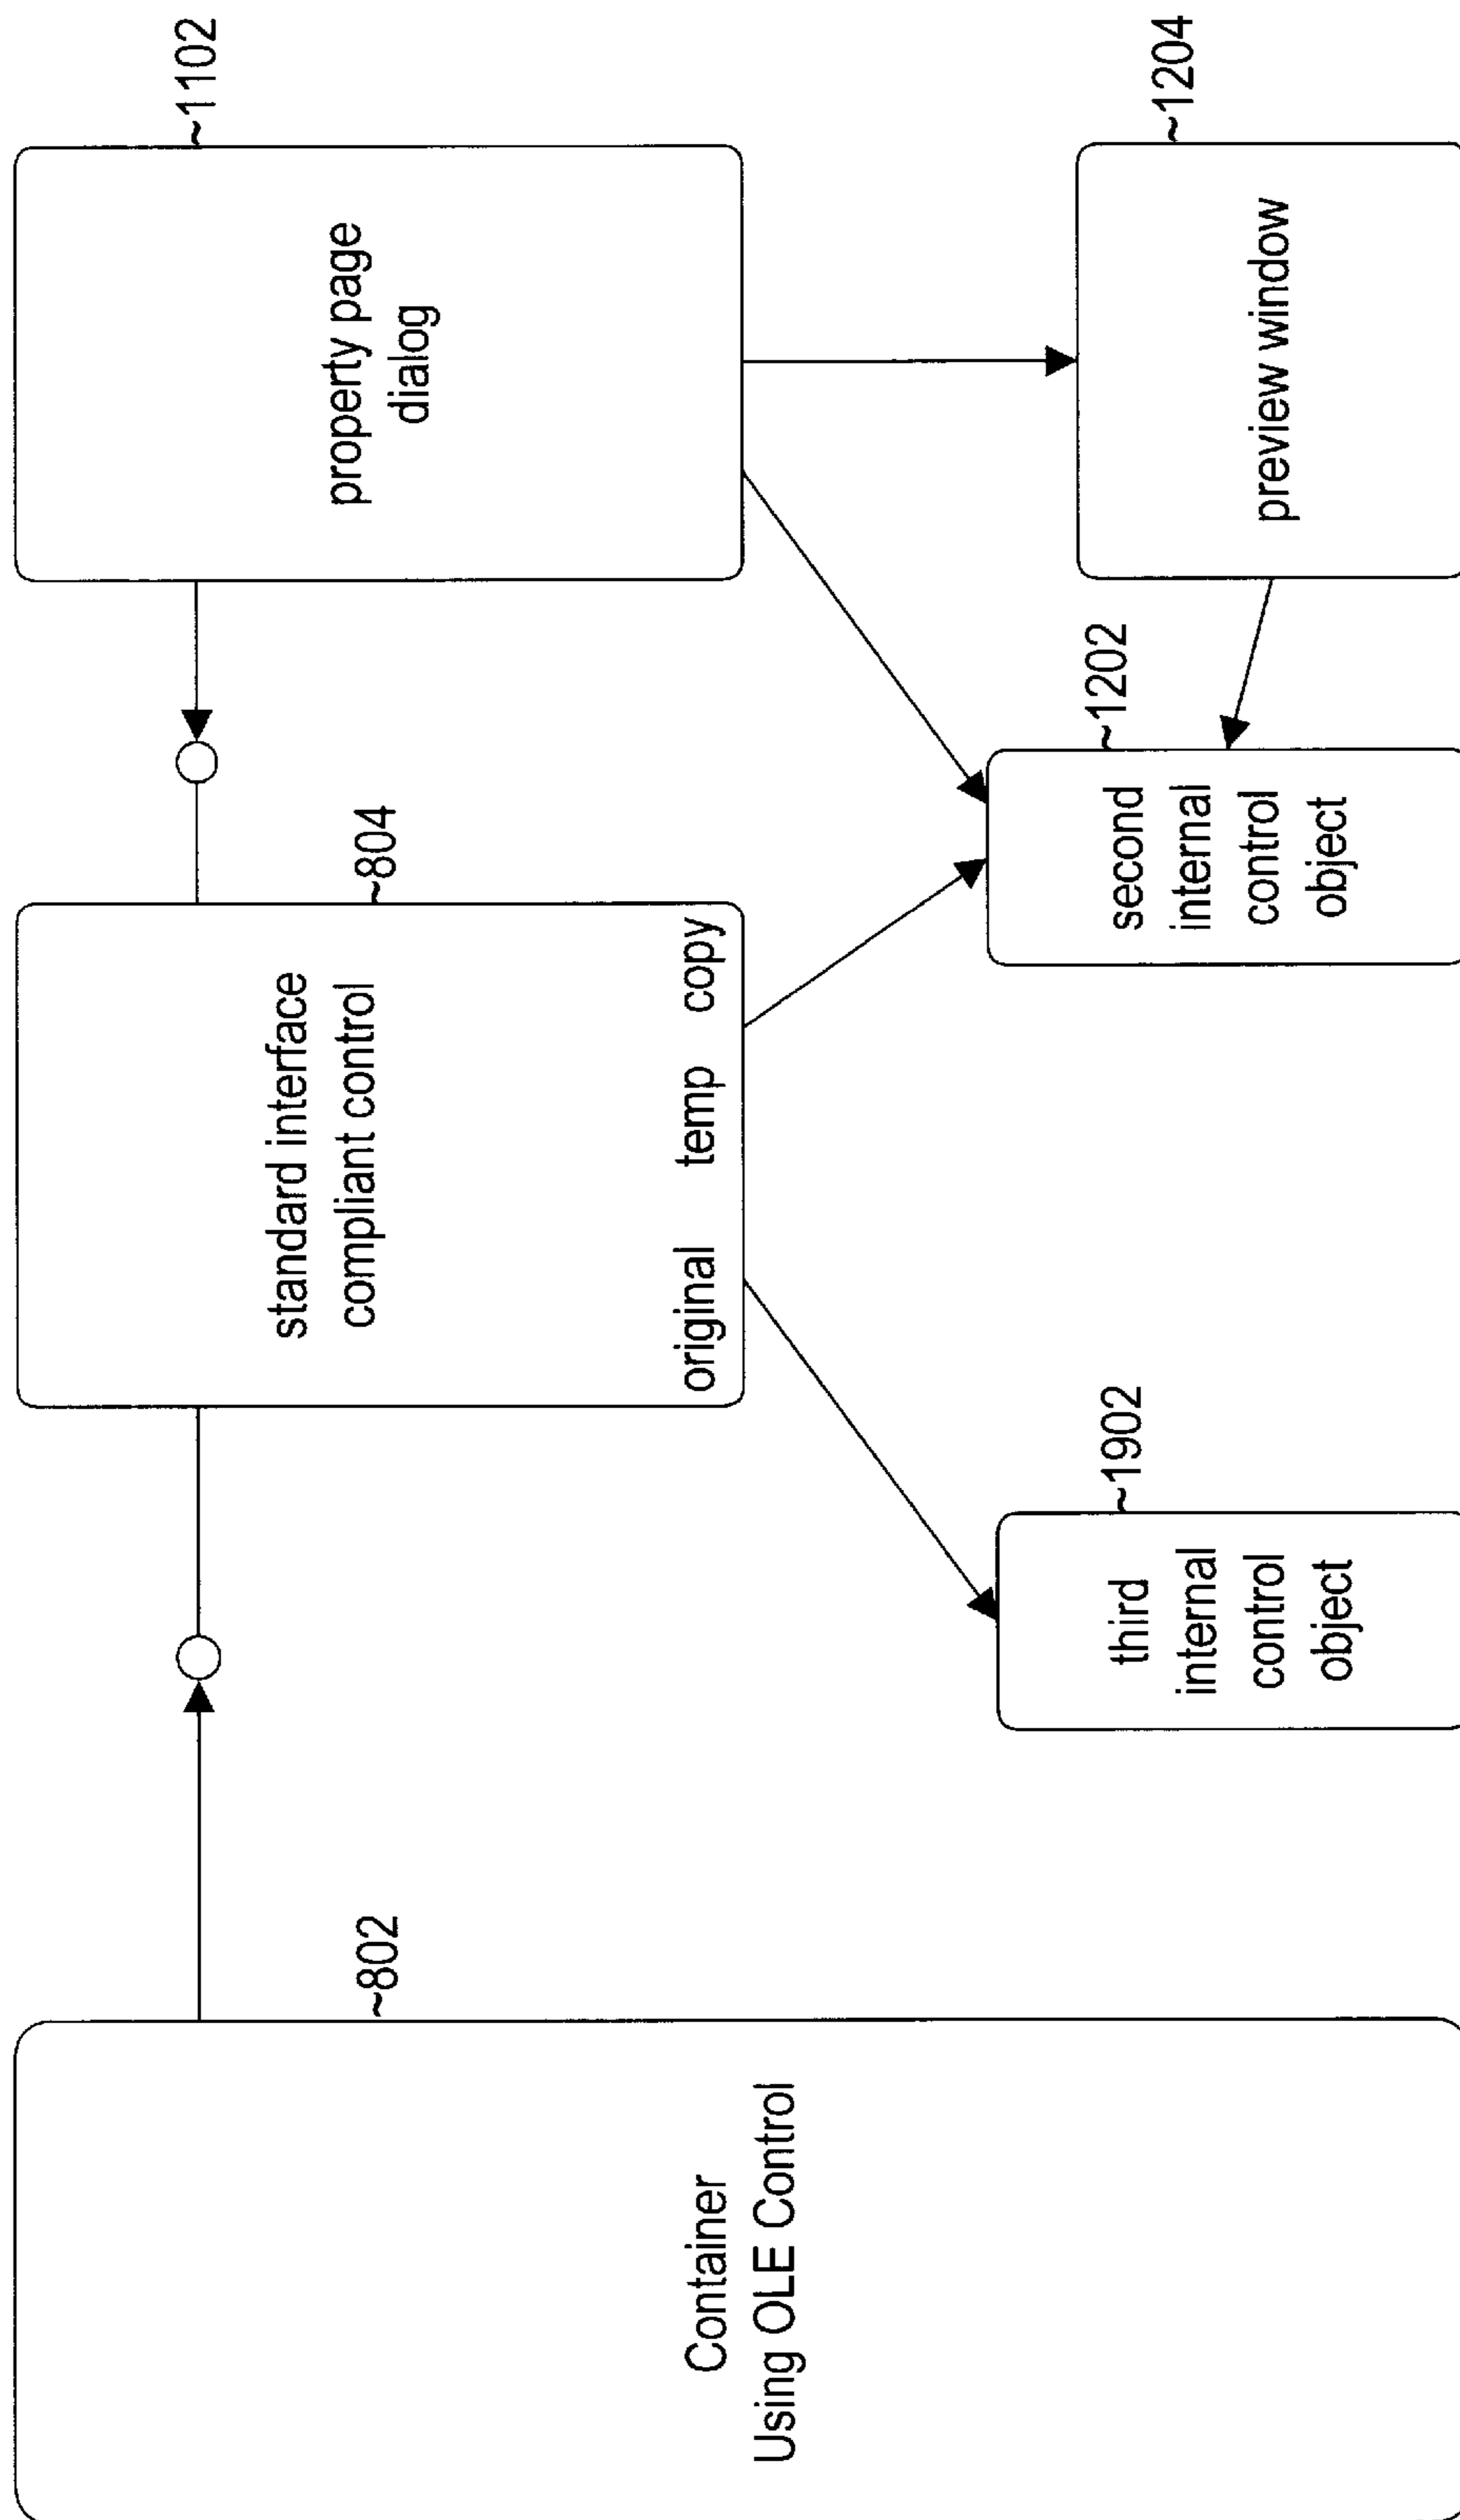 Container
Using OLE Control
~802
standard interface
compliant control
original temp copy
~804
property page
dialog
~1102
third
internal
control
object
~1902
second
internal
control
object
~1202
preview window
~1204